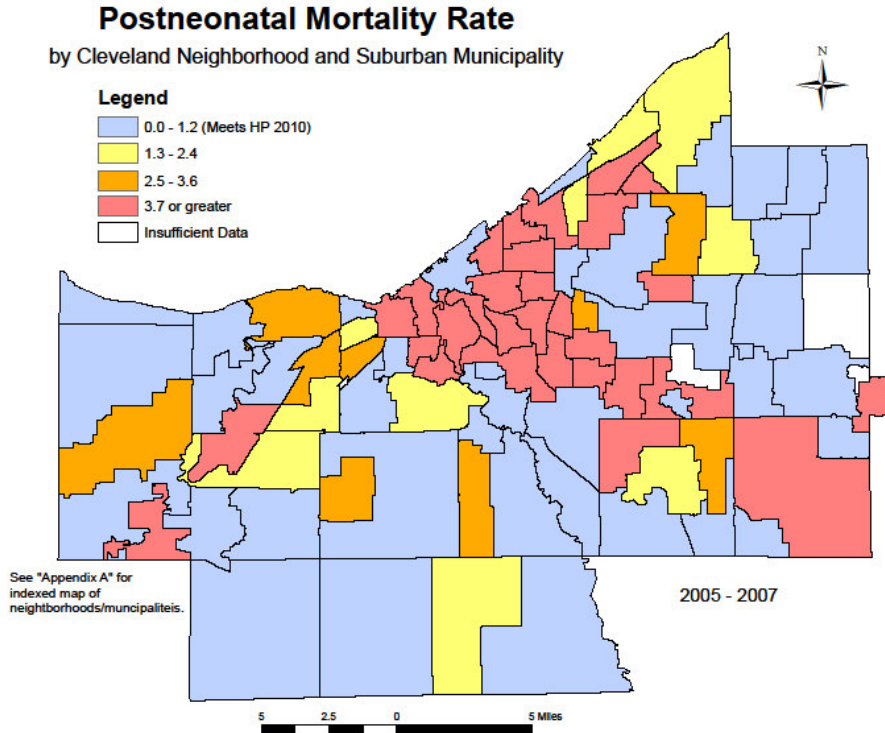 Postneonatal Mortality Rate
by Cleveland Neighborhood and Suburban Municipality
N
Legend
0.0 - 1.2 (Meets HP 2010)
1.3 - 2.4
2.5 - 3.6
3.7 or greater
Insufficient Data
See "Appendix A" for
indexed map of
neightborhoods/muncipaliteis.
2005 - 2007
5 2.5 0 5 Miles